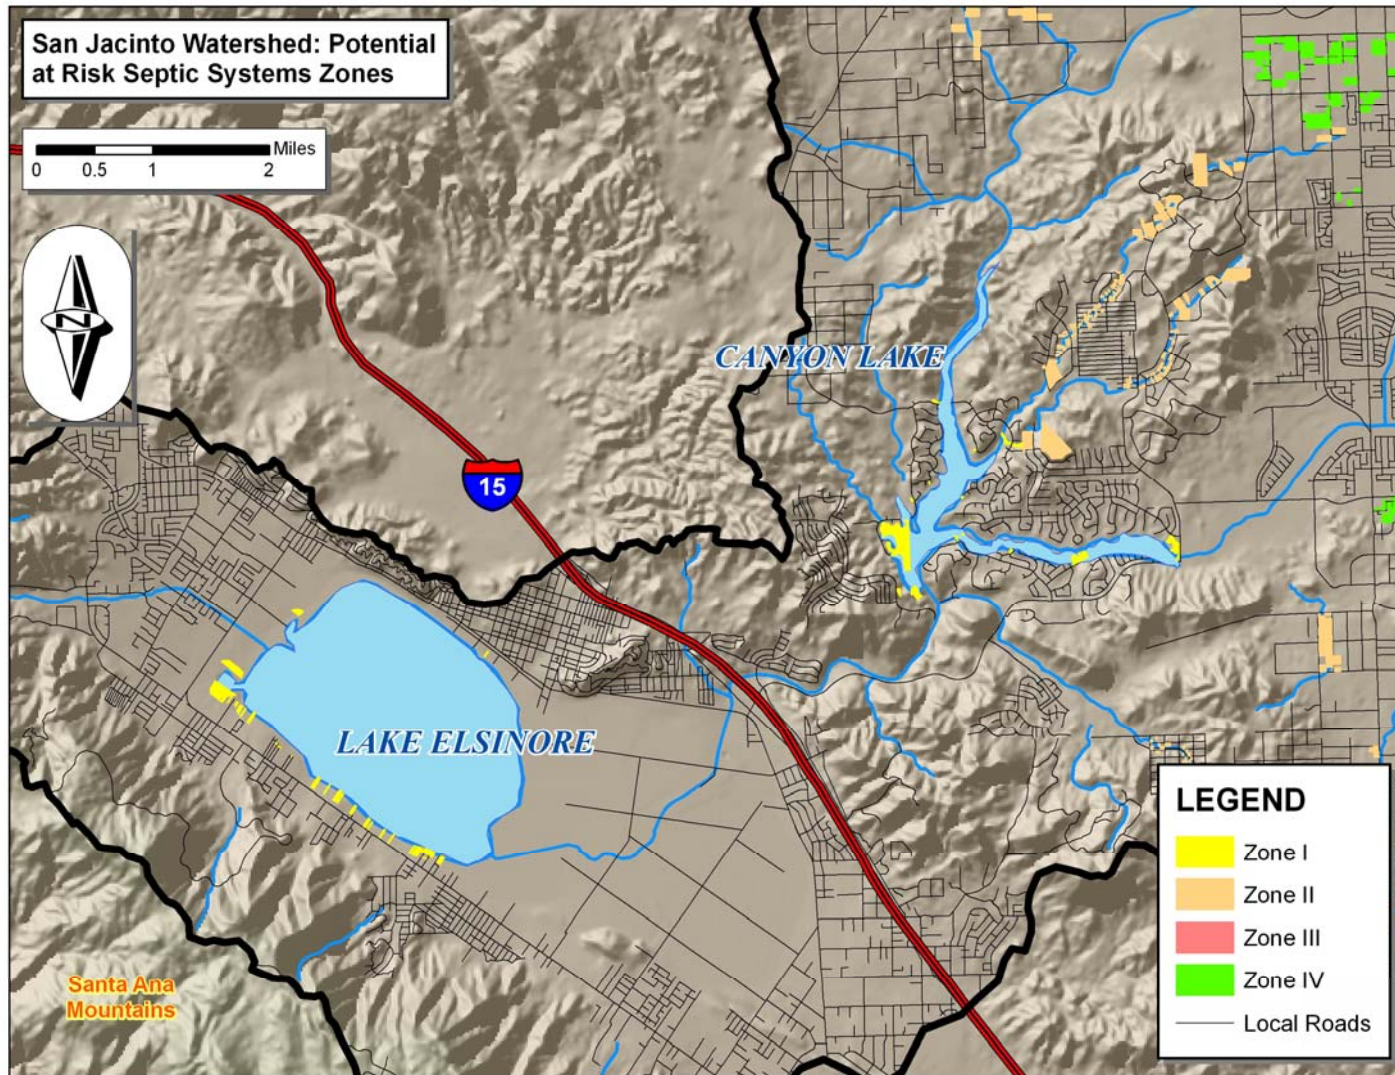 San Jacinto Watershed: Potential
at Risk Septic Systems Zones
Miles
0 0.5 1 2
N
15
CANYON LAKE
LAKE ELSINORE
Santa Ana
Mountains
LEGEND
Zone I
Zone II
Zone III
Zone IV
Local Roads